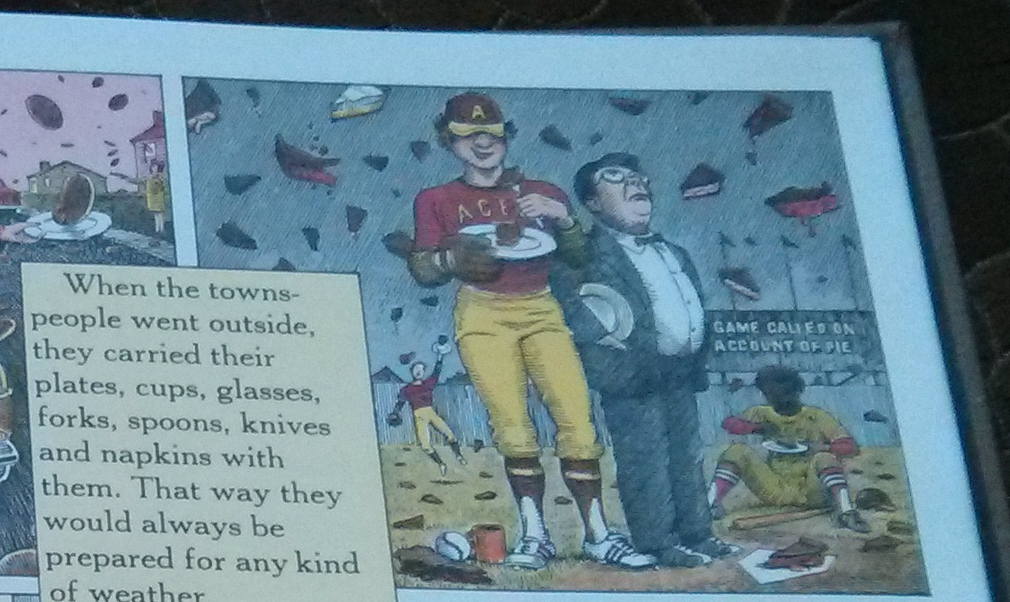 When the towns-
people went outside,
they carried their
plates, cups, glasses,
forks, spoons, knives
and napkins with
them. That way they
would always be
prepared for any kind
of weather
A
ACE
GAME CALLED ON
ACCOUNT OF PIE